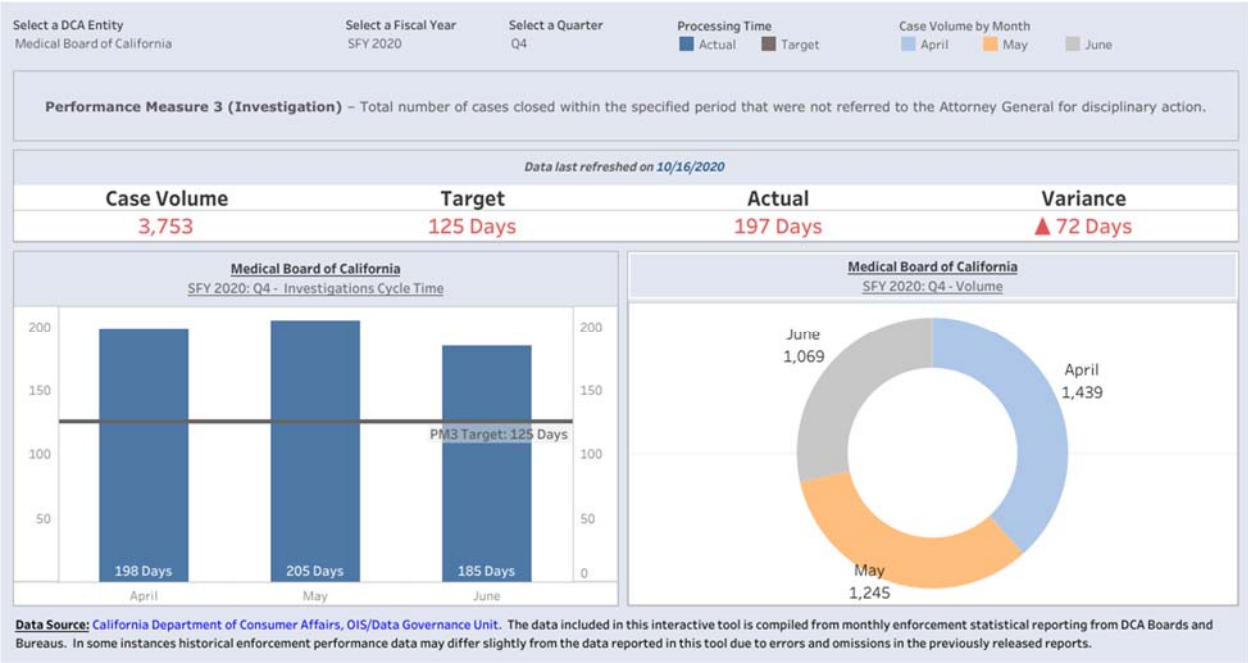 Select a DCA Entity
Medical Board of California
Select a Fiscal Year
SFY 2020
Select a Quarter
Q4
Processing Time
Actual
Target
Case Volume by Month
April
May
June
Performance Measure 3 (Investigation) – Total number of cases closed within the specified period that were not referred to the Attorney General for disciplinary action.
Data last refreshed on 10/16/2020
Case Volume
Target
Actual
Variance
3,753
125 Days
197 Days
▲ 72 Days
Medical Board of California
SFY 2020: Q4 - Investigations Cycle Time
200
150
100
50
200
150
100
50
0
PM3 Target: 125 Days
198 Days
205 Days
185 Days
April
May
June
Medical Board of California
SFY 2020: Q4 - Volume
June
1,069
April
1,439
May
1,245
Data Source: California Department of Consumer Affairs, OIS/Data Governance Unit. The data included in this interactive tool is compiled from monthly enforcement statistical reporting from DCA Boards and
Bureaus. In some instances historical enforcement performance data may differ slightly from the data reported in this tool due to errors and omissions in the previously released reports.